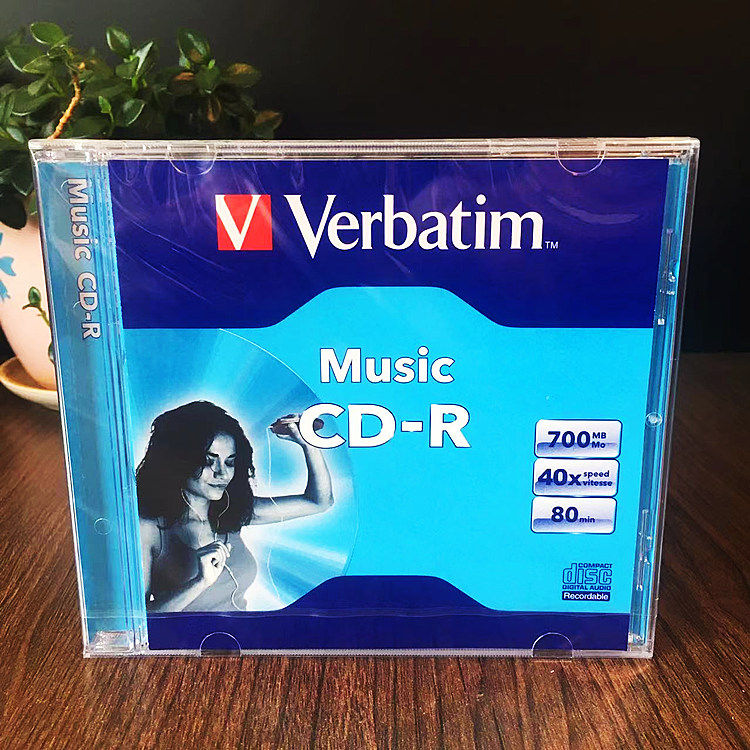 Music CD-R
V Verbatim™
Music
CD-R
700 MB
Mo
40x speed
vitesse
80 min
COMPACT
disc
DIGITAL AUDIO
Recordable